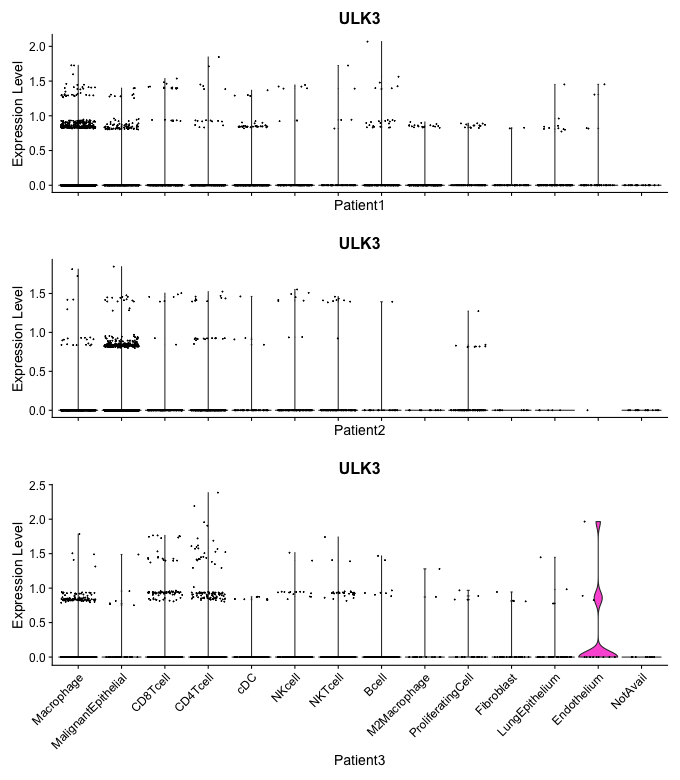 ULK3
Expression Level
2.0
1.5
1.0
0.5
0.0
Patient1
ULK3
Expression Level
1.5
1.0
0.5
0.0
Patient2
ULK3
Expression Level
2.5
2.0
1.5
1.0
0.5
0.0
Macrophage
MalignantEpithelial
CD8Tcell
CD4Tcell
cDC
NKcell
NKTcell
Bcell
M2Macrophage
ProliferatingCell
Fibroblast
LungEpithelium
Endothelium
NotAvail
Patient3